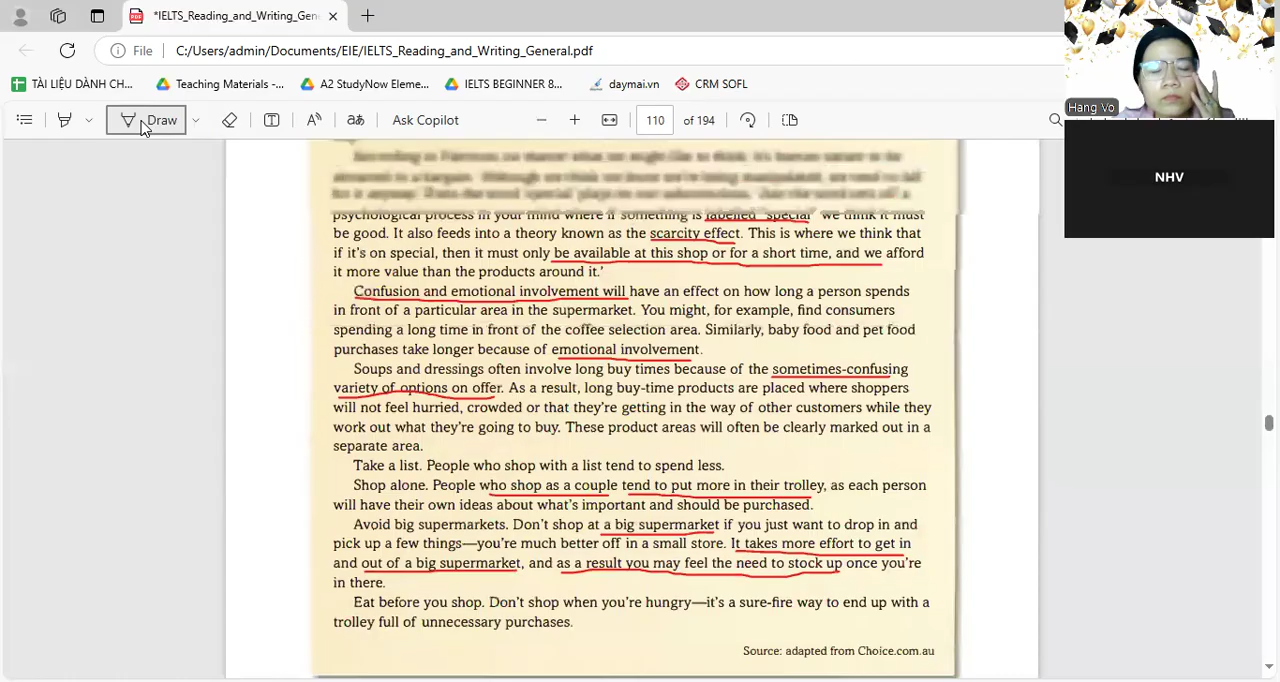 *IELTS_Reading_and_Writing_Gen
File C:/Users/admin/Documents/EIE/IELTS_Reading_and_Writing_General.pdf
TÀI LIỆU DÀNH CH... Teaching Materials -... A2 StudyNow Eleme... IELTS BEGINNER 8... daymai.vn CRM SOFL
Draw Ask Copilot 110 of 194
Hang Vo
NHV
psychological process in your mind where if something is labelled "special" we think it must
be good. It also feeds into a theory known as the scarcity effect. This is where we think that
if it's on special, then it must only be available at this shop or for a short time, and we afford
it more value than the products around it.'
Confusion and emotional involvement will have an effect on how long a person spends
in front of a particular area in the supermarket. You might, for example, find consumers
spending a long time in front of the coffee selection area. Similarly, baby food and pet food
purchases take longer because of emotional involvement.
Soups and dressings often involve long buy times because of the sometimes-confusing
variety of options on offer. As a result, long buy-time products are placed where shoppers
will not feel hurried, crowded or that they're getting in the way of other customers while they
work out what they're going to buy. These product areas will often be clearly marked out in a
separate area.
Take a list. People who shop with a list tend to spend less.
Shop alone. People who shop as a couple tend to put more in their trolley, as each person
will have their own ideas about what's important and should be purchased.
Avoid big supermarkets. Don't shop at a big supermarket if you just want to drop in and
pick up a few things—you're much better off in a small store. It takes more effort to get in
and out of a big supermarket, and as a result you may feel the need to stock up once you're
in there.
Eat before you shop. Don't shop when you're hungry—it's a sure-fire way to end up with a
trolley full of unnecessary purchases.
Source: adapted from Choice.com.au